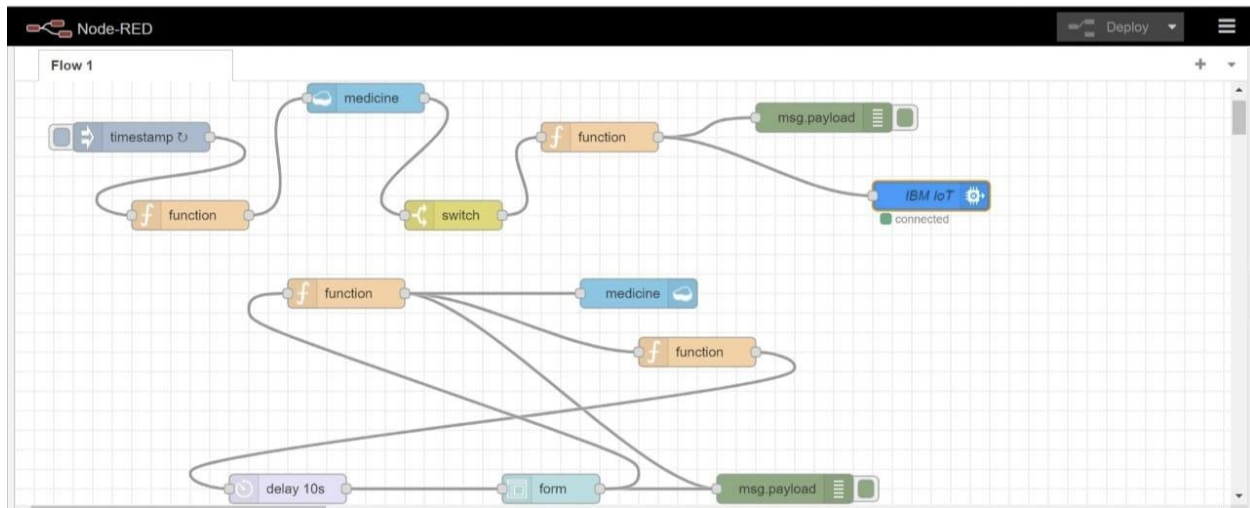 Node-RED
Deploy
Flow 1
medicine
timestamp ↻
msg.payload
function
function
switch
IBM IoT
connected
function
medicine
function
delay 10s
form
msg.payload